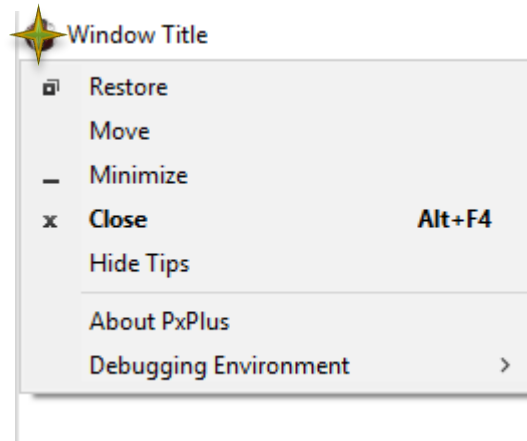 Window Title
Restore
Move
Minimize
Close Alt+F4
Hide Tips
About PxPlus
Debugging Environment